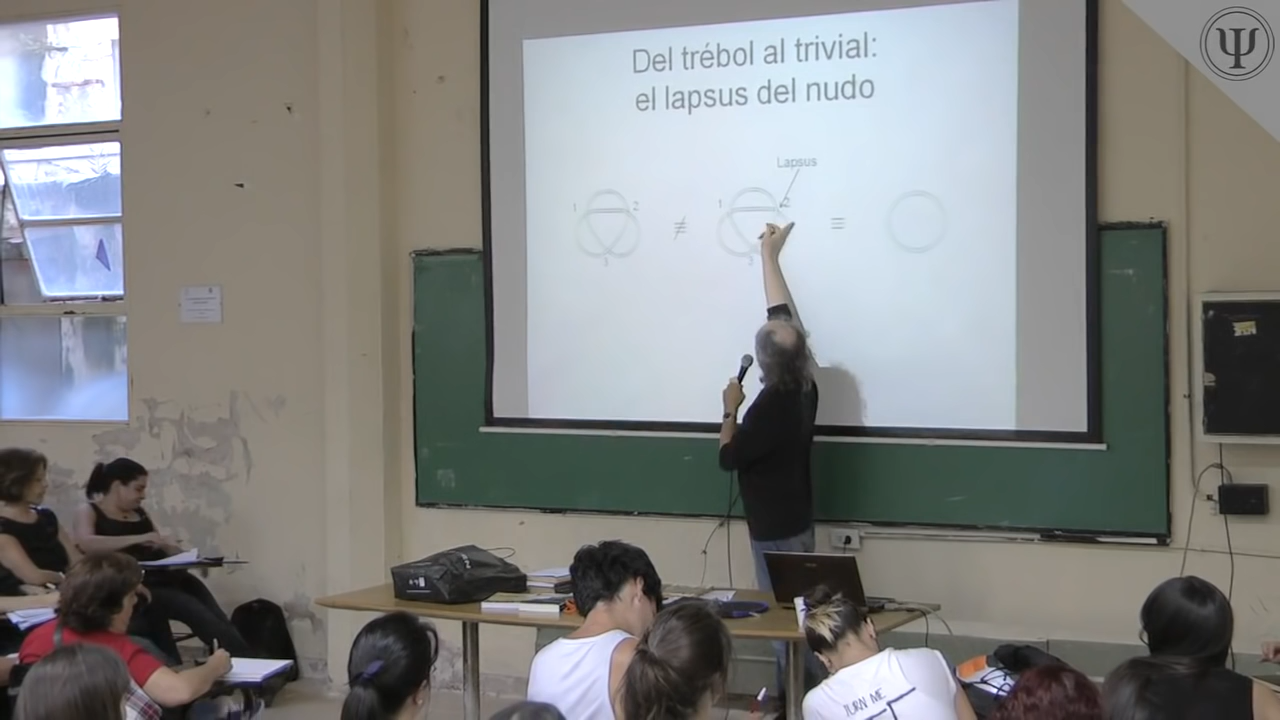 Del trébol al trivial:
el lapsus del nudo
Lapsus
1 2 ≠ 1 2 ≡
3 3
TURN ME